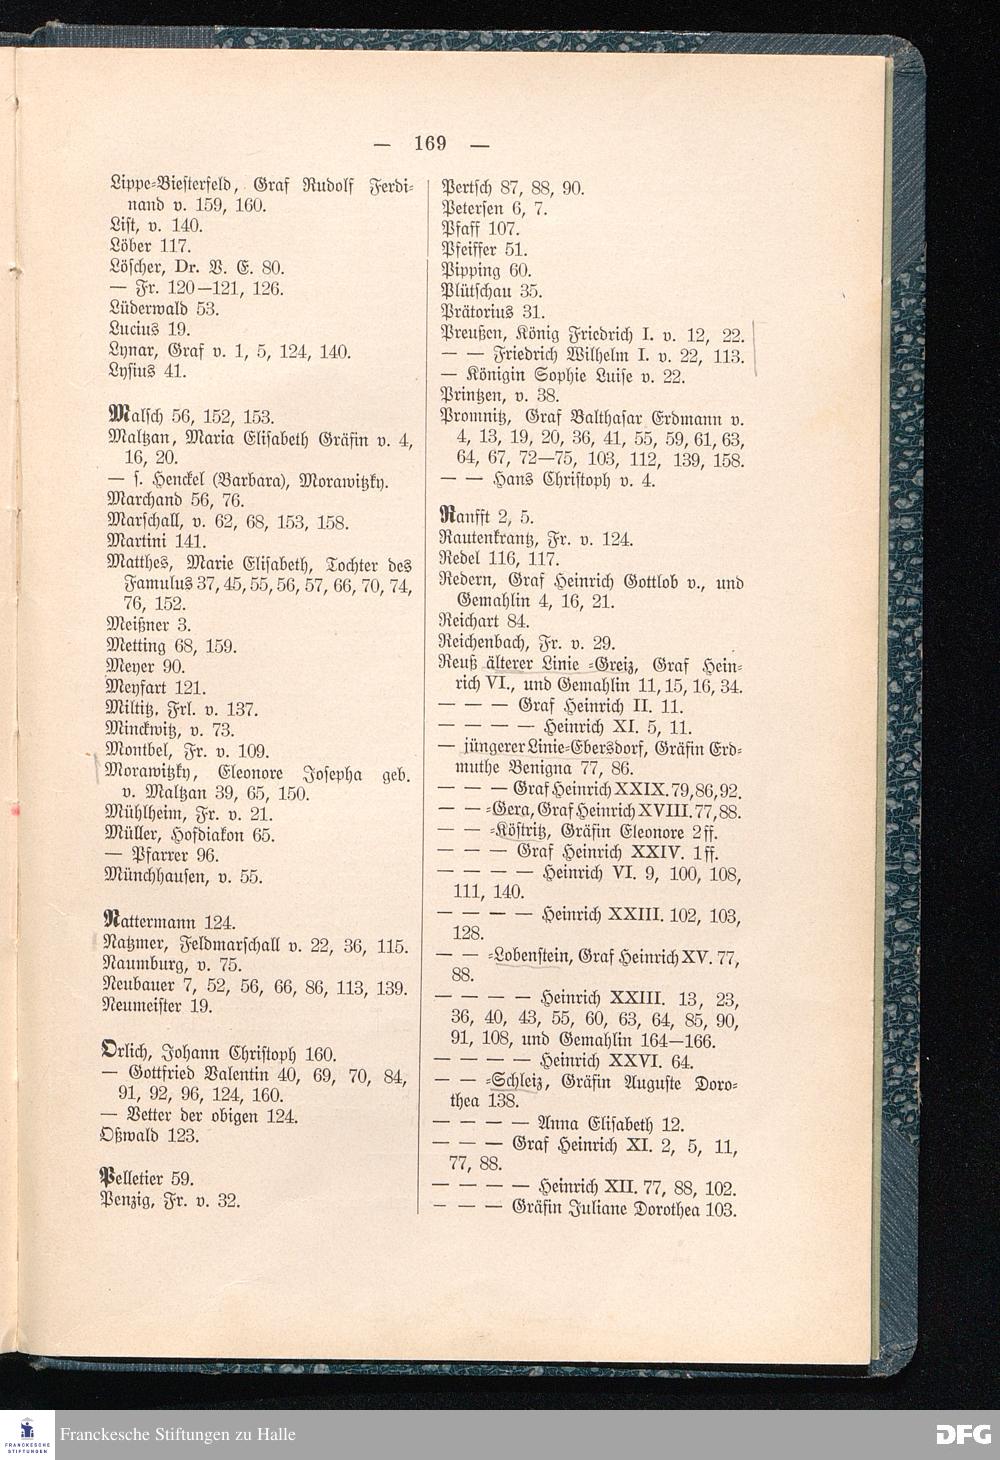 — 169 —
Lippe-Biesterfeld, Graf Rudolf Ferdi-
nand v. 159, 160.
List, v. 140.
Löber 117.
Löscher, Dr. V. E. 80.
— Fr. 120—121, 126.
Lüderwald 53.
Lucius 19.
Lynar, Graf v. 1, 5, 124, 140.
Lysius 41.
Malsch 56, 152, 153.
Maltzan, Maria Elisabeth Gräfin v. 4,
16, 20.
— s. Henckel (Barbara), Morawitzky.
Marchand 56, 76.
Marschall, v. 62, 68, 153, 158.
Martini 141.
Matthes, Marie Elisabeth, Tochter des
Famulus 37, 45, 55, 56, 57, 66, 70, 74,
76, 152.
Meißner 3.
Metting 68, 159.
Meyer 90.
Meyfart 121.
Miltitz, Frl. v. 137.
Minckwitz, v. 73.
Montbel, Fr. v. 109.
Morawitzky, Eleonore Josepha geb.
v. Maltzan 39, 65, 150.
Mühlheim, Fr. v. 21.
Müller, Hofdiakon 65.
— Pfarrer 96.
Münchhausen, v. 55.
Nattermann 124.
Natzmer, Feldmarschall v. 22, 36, 115.
Naumburg, v. 75.
Neubauer 7, 52, 56, 66, 86, 113, 139.
Neumeister 19.
Orlich, Johann Christoph 160.
— Gottfried Valentin 40, 69, 70, 84,
91, 92, 96, 124, 160.
— Vetter der obigen 124.
Oßwald 123.
Pelletier 59.
Penzig, Fr. v. 32.
Pertsch 87, 88, 90.
Petersen 6, 7.
Pfaff 107.
Pfeiffer 51.
Pipping 60.
Plütschau 35.
Prätorius 31.
Preußen, König Friedrich I. v. 12, 22.
— — Friedrich Wilhelm I. v. 22, 113.
— Königin Sophie Luise v. 22.
Printzen, v. 38.
Promnitz, Graf Balthasar Erdmann v.
4, 13, 19, 20, 36, 41, 55, 59, 61, 63,
64, 67, 72—75, 103, 112, 139, 158.
— — Hans Christoph v. 4.
Ranfft 2, 5.
Rautenkrantz, Fr. v. 124.
Redel 116, 117.
Redern, Graf Heinrich Gottlob v., und
Gemahlin 4, 16, 21.
Reichart 84.
Reichenbach, Fr. v. 29.
Reuß älterer Linie -Greiz, Graf Hein-
rich VI., und Gemahlin 11, 15, 16, 34.
— — — Graf Heinrich II. 11.
— — — — Heinrich XI. 5, 11.
— jüngerer Linie-Ebersdorf, Gräfin Erd-
muthe Benigna 77, 86.
— — — Graf Heinrich XXIX. 79, 86, 92.
— — -Gera, Graf Heinrich XVIII. 77, 88.
— — -Köstritz, Gräfin Eleonore 2 ff.
— — — Graf Heinrich XXIV. 1 ff.
— — — — Heinrich VI. 9, 100, 108,
111, 140.
— — — — Heinrich XXIII. 102, 103,
128.
— — -Lobenstein, Graf Heinrich XV. 77,
88.
— — — — Heinrich XXIII. 13, 23,
36, 40, 43, 55, 60, 63, 64, 85, 90,
91, 108, und Gemahlin 164—166.
— — — — Heinrich XXVI. 64.
— — -Schleiz, Gräfin Auguste Doro-
thea 138.
— — — — Anna Elisabeth 12.
— — — Graf Heinrich XI. 2, 5, 11,
77, 88.
— — — — Heinrich XII. 77, 88, 102.
— — — Gräfin Juliane Dorothea 103.
FRANCKESCHE
STIFTUNGEN
Franckesche Stiftungen zu Halle
DFG